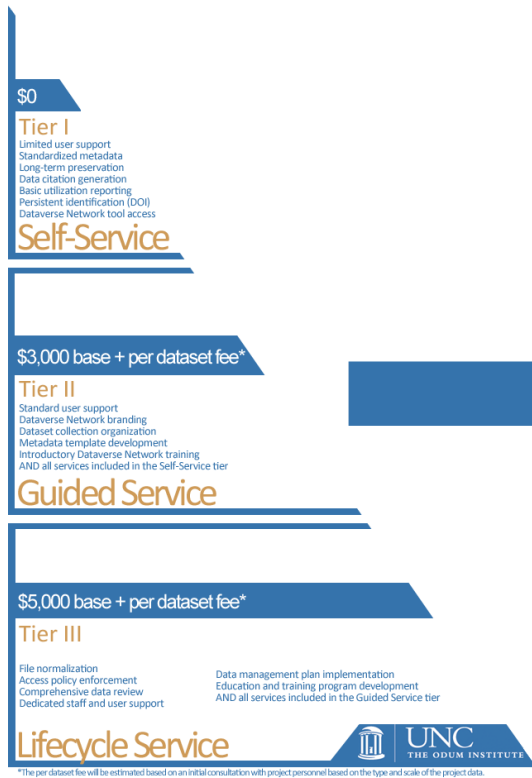 $0
Tier I
Limited user support
Standardized metadata
Long-term preservation
Data citation generation
Basic utilization reporting
Persistent identification (DOI)
Dataverse Network tool access
Self-Service
$3,000 base + per dataset fee*
Tier II
Standard user support
Dataverse Network branding
Dataset collection organization
Metadata template development
Introductory Dataverse Network training
AND all services included in the Self-Service tier
Guided Service
$5,000 base + per dataset fee*
Tier III
File normalization
Access policy enforcement
Comprehensive data review
Dedicated staff and user support
Data management plan implementation
Education and training program development
AND all services included in the Guided Service tier
Lifecycle Service
UNC
THE ODUM INSTITUTE
*The per dataset fee will be estimated based on an initial consultation with project personnel based on the type and scale of the project data.